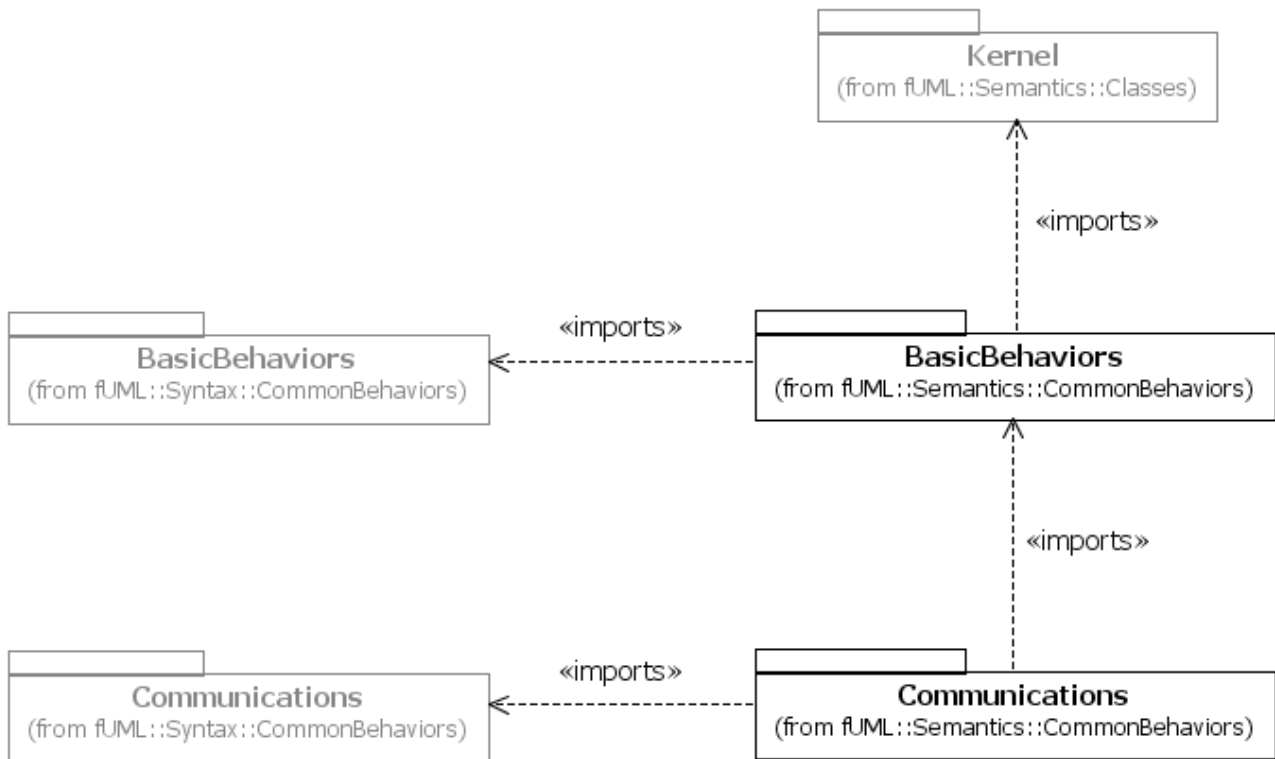 Kernel
(from fUML::Semantics::Classes)
«imports»
«imports»
BasicBehaviors
(from fUML::Syntax::CommonBehaviors)
BasicBehaviors
(from fUML::Semantics::CommonBehaviors)
«imports»
«imports»
Communications
(from fUML::Syntax::CommonBehaviors)
Communications
(from fUML::Semantics::CommonBehaviors)